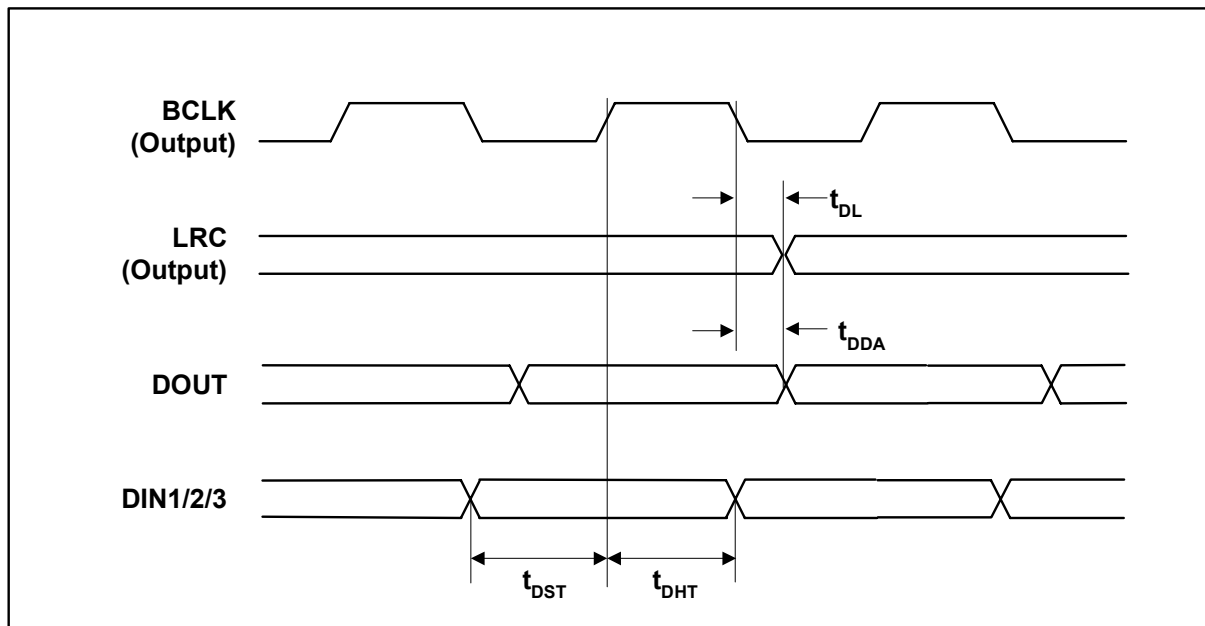 BCLK
(Output)
tDL
LRC
(Output)
tDDA
DOUT
DIN1/2/3
tDST
tDHT